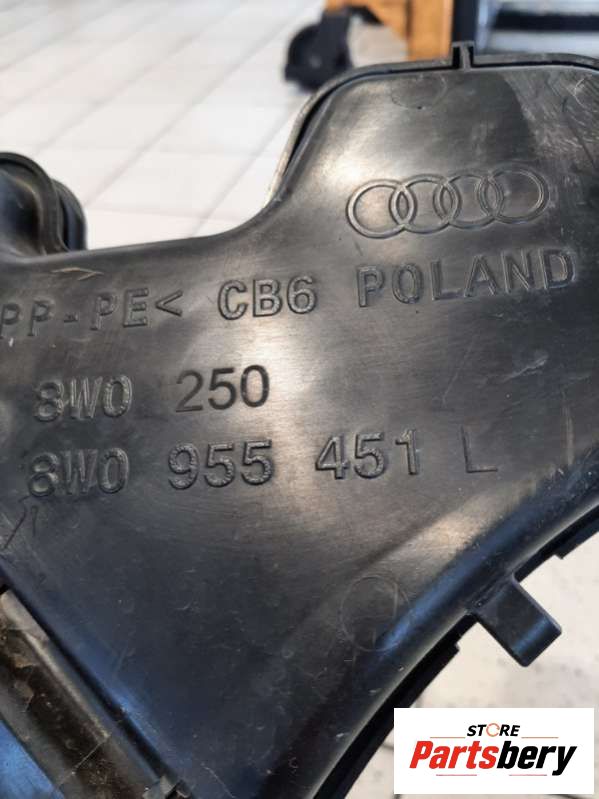 PP-PE< CB6 POLAND
8W0 250
8W0 955 451 L
STORE
Partsbery